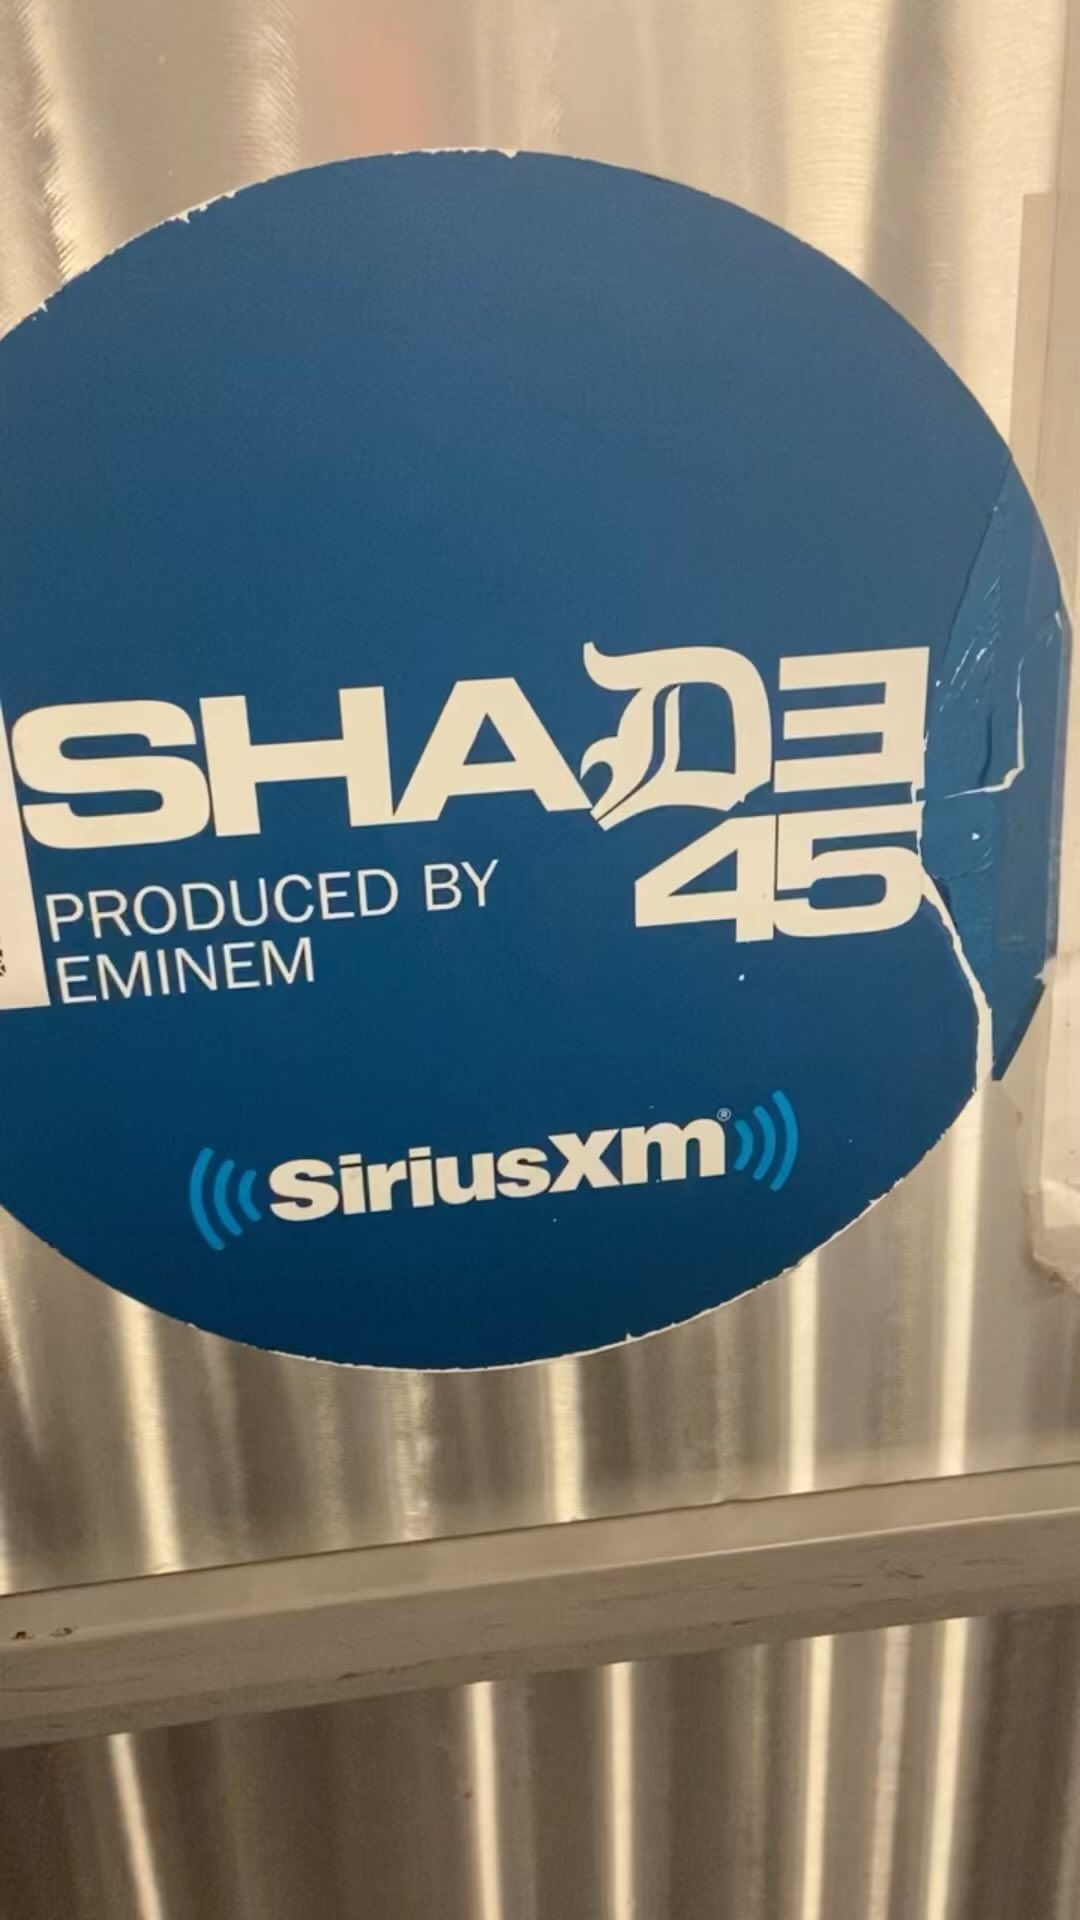 SHADE
45
PRODUCED BY
EMINEM
SiriusXm®